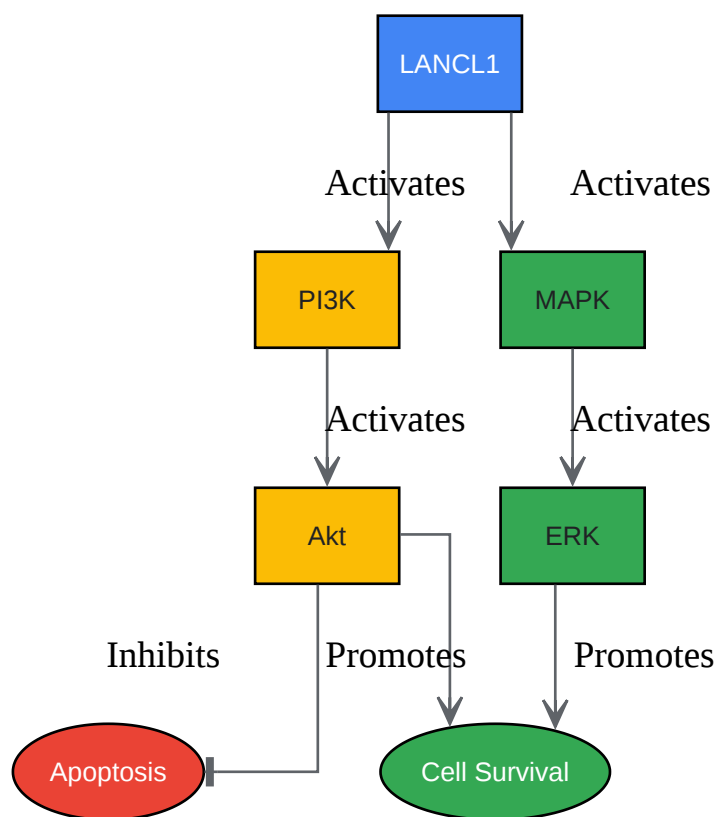 LANCL1
Activates Activates
PI3K MAPK
Activates Activates
Akt ERK
Inhibits Promotes Promotes
Apoptosis Cell Survival